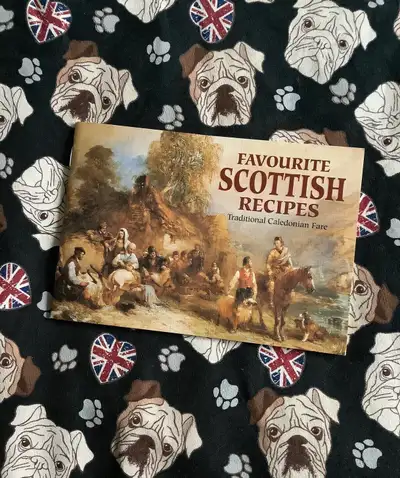 FAVOURITE
SCOTTISH
RECIPES
Traditional Caledonian Fare